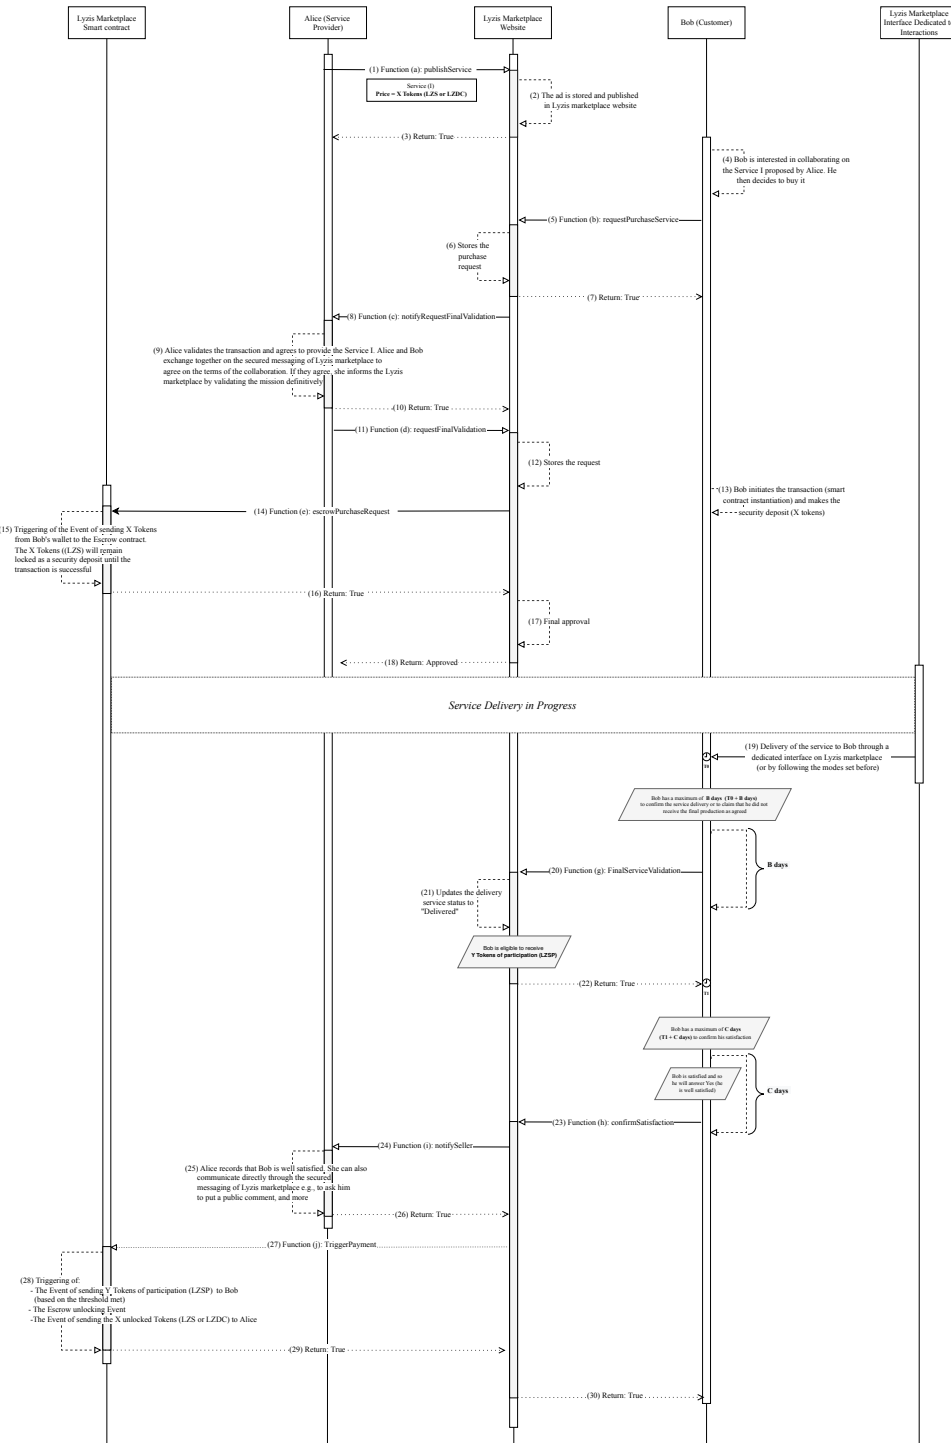 Lyzis Marketplace
Smart contract
Alice (Service
Provider)
Lyzis Marketplace
Website
Bob (Customer)
Lyzis Marketplace
Interface Dedicated to
Interactions
(1) Function (a): publishService
Service (I)
Price = X Tokens (LZS or LZDC)
(2) The ad is stored and published
in Lyzis marketplace website
(3) Return: True
(4) Bob is interested in collaborating on
the Service I proposed by Alice. He
then decides to buy it
(5) Function (b): requestPurchaseService
(6) Stores the
purchase
request
(7) Return: True
(8) Function (c): notifyRequestFinalValidation
(9) Alice validates the transaction and agrees to provide the Service I. Alice and Bob
exchange together on the secured messaging of Lyzis marketplace to
agree on the terms of the collaboration. If they agree, she informs the Lyzis
marketplace by validating the mission definitively
(10) Return: True
(11) Function (d): requestFinalValidation
(12) Stores the request
(13) Bob initiates the transaction (smart
contract instantiation) and makes the
security deposit (X tokens)
(14) Function (e): escrowPurchaseRequest
(15) Triggering of the Event of sending X Tokens
from Bob's wallet to the Escrow contract.
The X Tokens ((LZS) will remain
locked as a security deposit until the
transaction is successful
(16) Return: True
(17) Final approval
(18) Return: Approved
Service Delivery in Progress
(19) Delivery of the service to Bob through a
dedicated interface on Lyzis marketplace
(or by following the modes set before)
T0
Bob has a maximum of B days (T0 + B days)
to confirm the service delivery or to claim that he did not
receive the final production as agreed
B days
(20) Function (g): FinalServiceValidation
(21) Updates the delivery
service status to
"Delivered"
Bob is eligible to receive
Y Tokens of participation (LZSP)
(22) Return: True
T1
Bob has a maximum of C days
(T1 + C days) to confirm his satisfaction
Bob is satisfied and so
he will answer Yes (he
is well satisfied)
C days
(23) Function (h): confirmSatisfaction
(24) Function (i): notifySeller
(25) Alice records that Bob is well satisfied. She can also
communicate directly through the secured
messaging of Lyzis marketplace e.g., to ask him
to put a public comment, and more
(26) Return: True
(27) Function (j): TriggerPayment
(28) Triggering of:
- The Event of sending Y Tokens of participation (LZSP) to Bob
(based on the threshold met)
- The Escrow unlocking Event
-The Event of sending the X unlocked Tokens (LZS or LZDC) to Alice
(29) Return: True
(30) Return: True